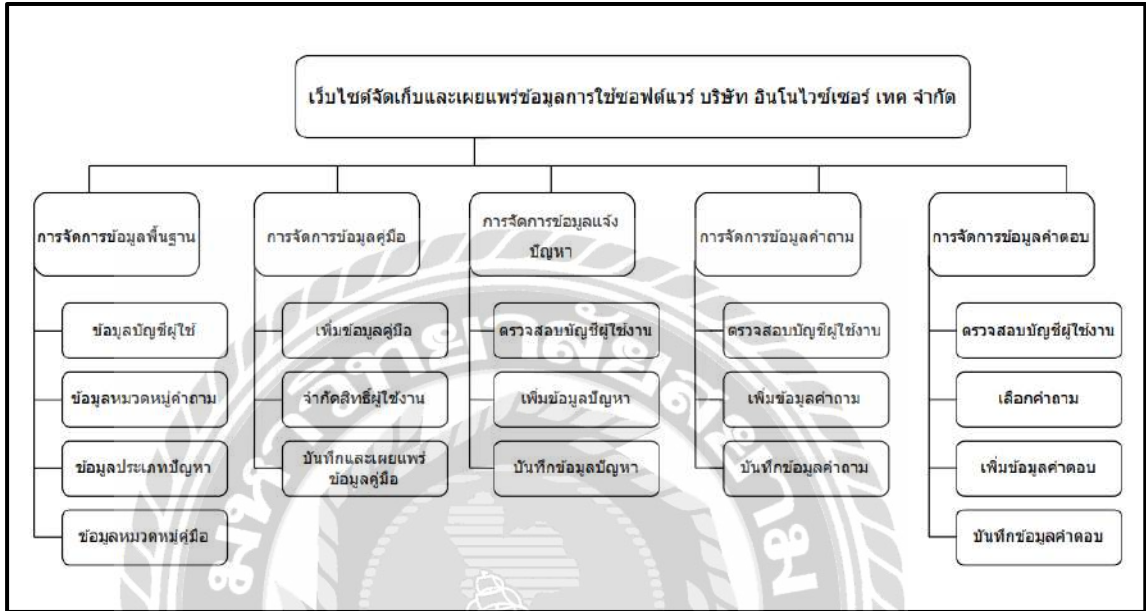 เว็บไซต์จัดเก็บและเผยแพร่ข้อมูลการใช้ซอฟต์แวร์ บริษัท อินโนไวซ์เซอร์ เทค จำกัด
การจัดการข้อมูลพื้นฐาน
ข้อมูลบัญชีผู้ใช้
ข้อมูลหมวดหมู่คำถาม
ข้อมูลประเภทปัญหา
ข้อมูลหมวดหมู่คู่มือ
การจัดการข้อมูลคู่มือ
เพิ่มข้อมูลคู่มือ
จำกัดสิทธิ์ผู้ใช้งาน
บันทึกและเผยแพร่
ข้อมูลคู่มือ
การจัดการข้อมูลแจ้ง
ปัญหา
ตรวจสอบบัญชีผู้ใช้งาน
เพิ่มข้อมูลปัญหา
บันทึกข้อมูลปัญหา
การจัดการข้อมูลคำถาม
ตรวจสอบบัญชีผู้ใช้งาน
เพิ่มข้อมูลคำถาม
บันทึกข้อมูลคำถาม
การจัดการข้อมูลคำตอบ
ตรวจสอบบัญชีผู้ใช้งาน
เลือกคำถาม
เพิ่มข้อมูลคำตอบ
บันทึกข้อมูลคำตอบ
มหาวิทยาลัยสยาม